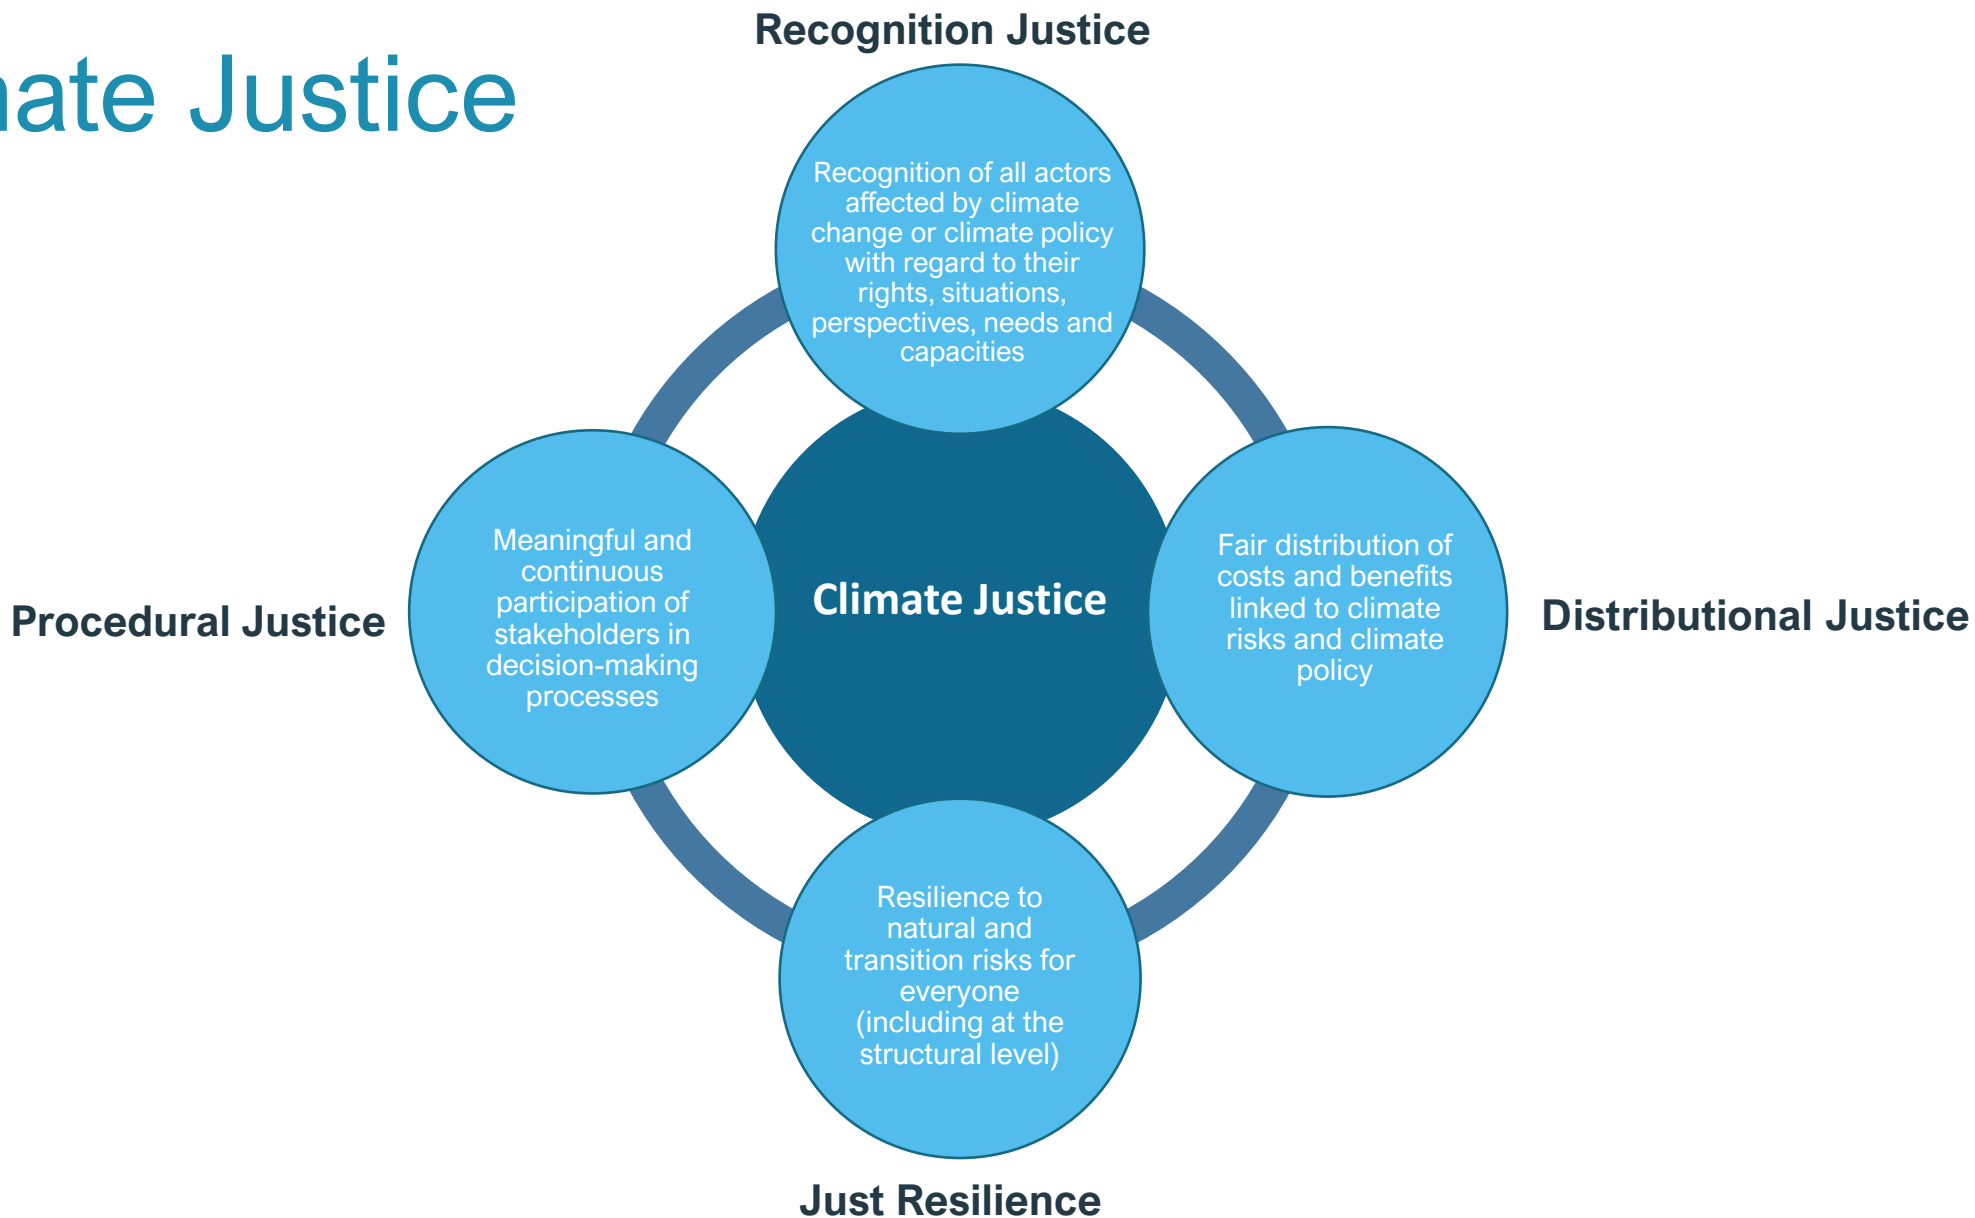 Recognition Justice
ate Justice
Recognition of all actors
affected by climate
change or climate policy
with regard to their
rights, situations,
perspectives, needs and
capacities
Procedural Justice
Meaningful and
continuous
participation of
stakeholders in
decision-making
processes
Climate Justice
Fair distribution of
costs and benefits
linked to climate
risks and climate
policy
Distributional Justice
Resilience to
natural and
transition risks for
everyone
(including at the
structural level)
Just Resilience